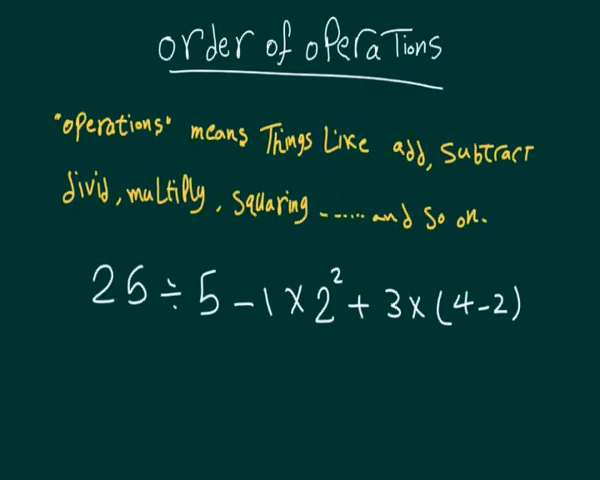 order of operations
"operations" means Things Like add, subtract
divid, multiply, squaring ...... and so on.
25 ÷ 5 - 1 × 2² + 3 × (4-2)